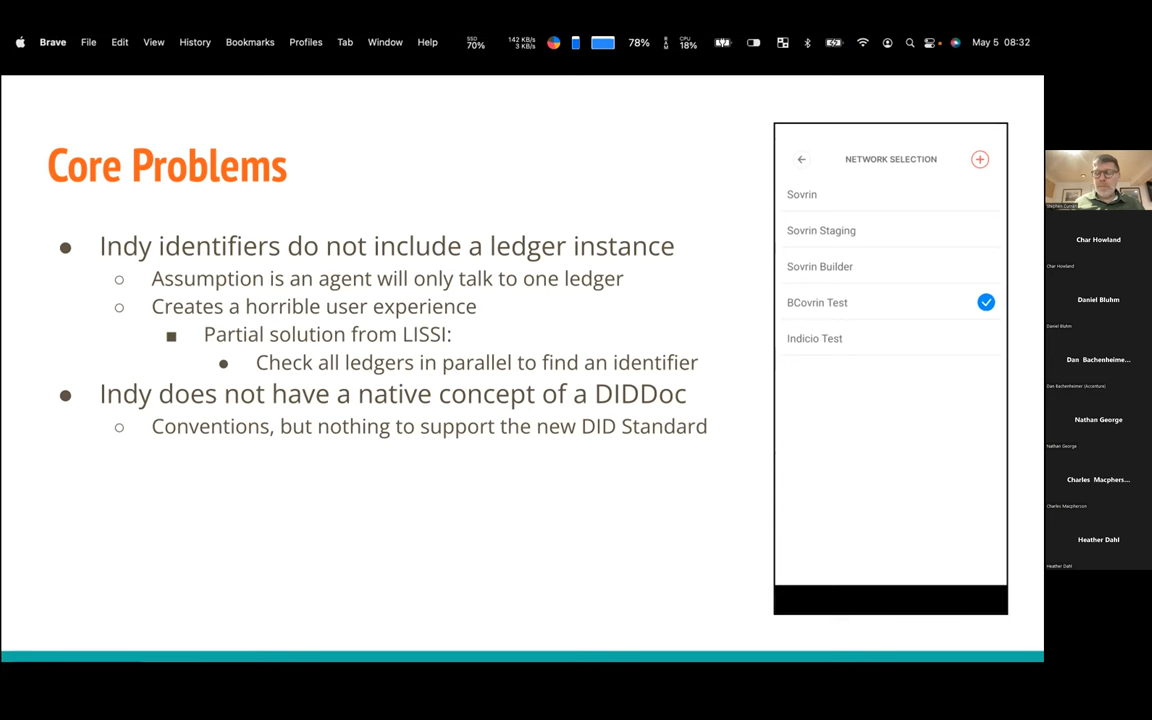 Brave File Edit View History Bookmarks Profiles Tab Window Help SSD 70% 142 KB/s 3 KB/s 78% RAM CPU 18% May 5 08:32
Core Problems
Indy identifiers do not include a ledger instance
Assumption is an agent will only talk to one ledger
Creates a horrible user experience
Partial solution from LISSI:
Check all ledgers in parallel to find an identifier
Indy does not have a native concept of a DIDDoc
Conventions, but nothing to support the new DID Standard
NETWORK SELECTION
Sovrin
Sovrin Staging
Sovrin Builder
BCovrin Test
Indicio Test
Stephen Curran
Char Howland
Char Howland
Daniel Bluhm
Daniel Bluhm
Dan Bachenheime...
Dan Bachenheimer (Accenture)
Nathan George
Nathan George
Charles Macphers...
Charles Macpherson
Heather Dahl
Heather Dahl